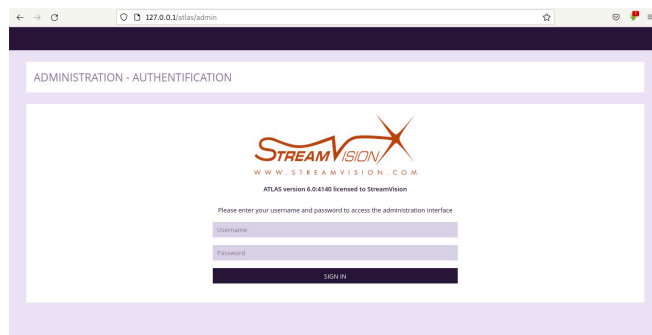 127.0.0.1/atlas/admin
ADMINISTRATION - AUTHENTIFICATION
STREAMVISION
WWW.STREAMVISION.COM
ATLAS version 6.0:4140 licensed to StreamVision
Please enter your username and password to access the administration interface
Username
Password
SIGN IN